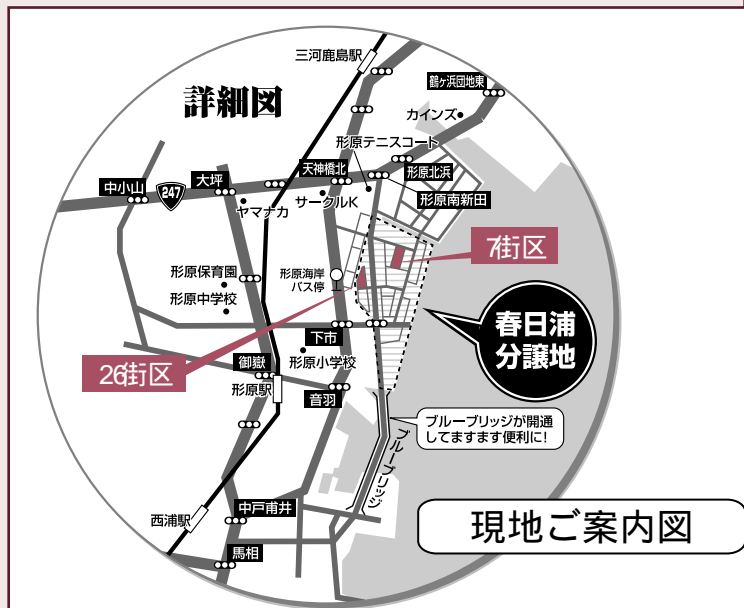 三河鹿島駅
鶴ヶ浜団地東
詳細図
カインズ
形原テニスコート
天神橋北
形原北浜
中小山
247
大坪
形原南新田
ヤマナカ
サークルK
7街区
形原保育園
形原海岸
バス停
形原中学校
春日浦
分譲地
下市
26街区
御嶽
形原小学校
形原駅
音羽
ブルーブリッジが開通
してますます便利に!
ブルーブリッジ
西浦駅
中戸甫井
現地ご案内図
馬相